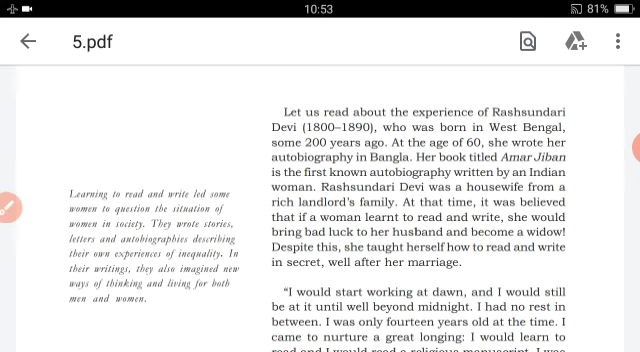 10:53
81%
5.pdf
Let us read about the experience of Rashsundari
Devi (1800–1890), who was born in West Bengal,
some 200 years ago. At the age of 60, she wrote her
autobiography in Bangla. Her book titled Amar Jiban
is the first known autobiography written by an Indian
woman. Rashsundari Devi was a housewife from a
rich landlord's family. At that time, it was believed
that if a woman learnt to read and write, she would
bring bad luck to her husband and become a widow!
Despite this, she taught herself how to read and write
in secret, well after her marriage.
Learning to read and write led some
women to question the situation of
women in society. They wrote stories,
letters and autobiographies describing
their own experiences of inequality. In
their writings, they also imagined new
ways of thinking and living for both
men and women.
“I would start working at dawn, and I would still
be at it until well beyond midnight. I had no rest in
between. I was only fourteen years old at the time. I
came to nurture a great longing: I would learn to
read and I would read a religious manuscript. I was